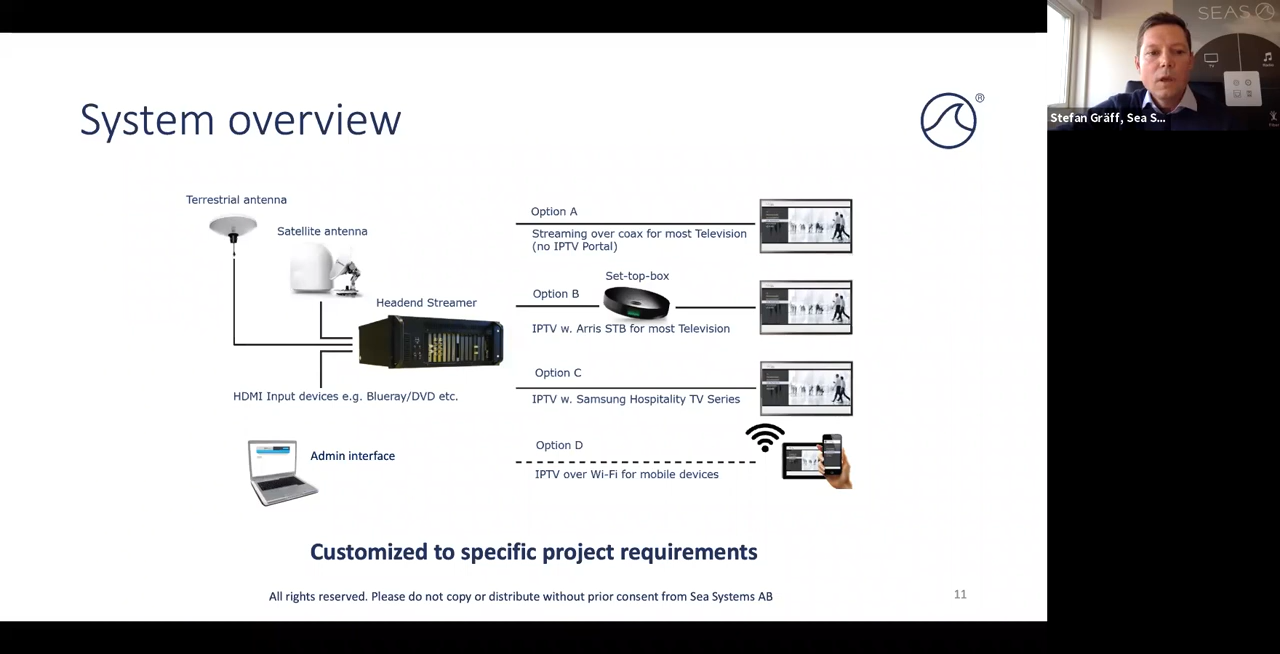 System overview
®
Terrestrial antenna
Satellite antenna
Headend Streamer
HDMI Input devices e.g. Blueray/DVD etc.
Admin interface
Option A
Streaming over coax for most Television
(no IPTV Portal)
Set-top-box
Option B
IPTV w. Arris STB for most Television
Option C
IPTV w. Samsung Hospitality TV Series
Option D
IPTV over Wi-Fi for mobile devices
Customized to specific project requirements
All rights reserved. Please do not copy or distribute without prior consent from Sea Systems AB
11
SEAS
Stefan Gräff, Sea S...